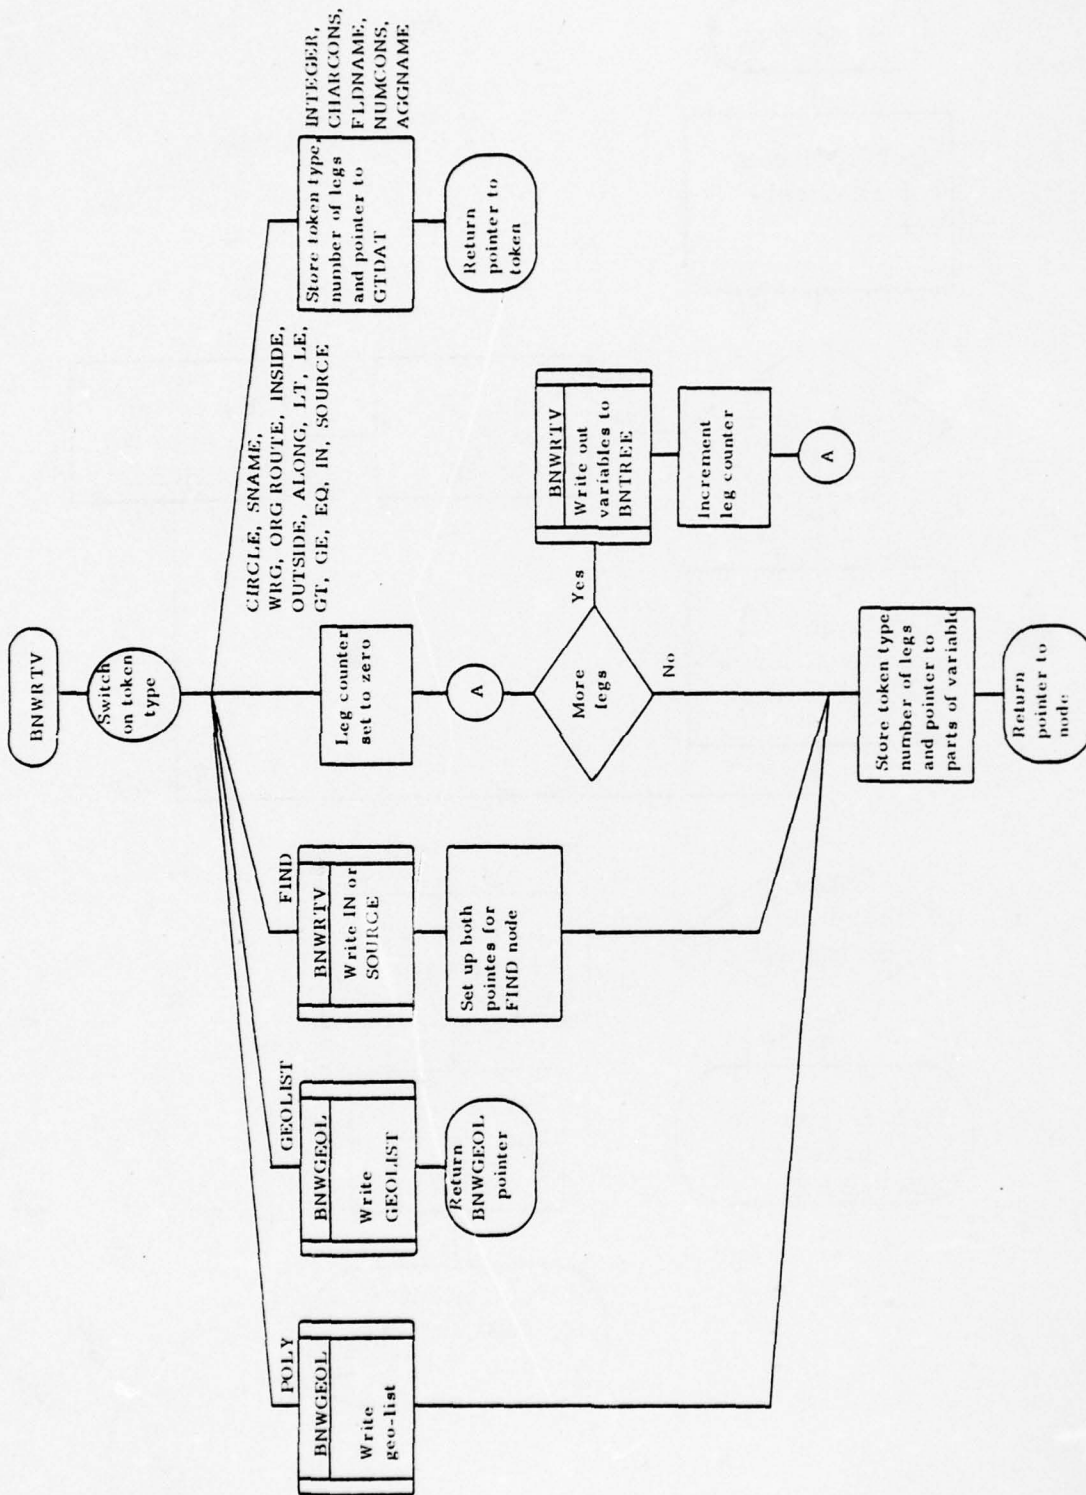 BNWRTV
Switch
on token
type
POLY
BNWGEOL
Write
geo-list
GEOLIST
BNWGEOL
Write
GEOLIST
Return
BNWGEOL
pointer
FIND
BNWRTV
Write IN or
SOURCE
Set up both
pointes for
FIND node
CIRCLE, SNAME,
WRG, ORG ROUTE, INSIDE,
OUTSIDE, ALONG, LT, LE,
GT, GE, EQ, IN, SOURCE
Leg counter
set to zero
A
More
legs
Yes
No
BNWRTV
Write out
variables to
BNTREE
Increment
leg counter
A
Store token type
number of legs
and pointer to
parts of variable
Return
pointer to
node
INTEGER,
CHARCONS,
FLDNAME,
NUMCONS,
AGGNAME
Store token type,
number of legs
and pointer to
GTDAT
Return
pointer to
token